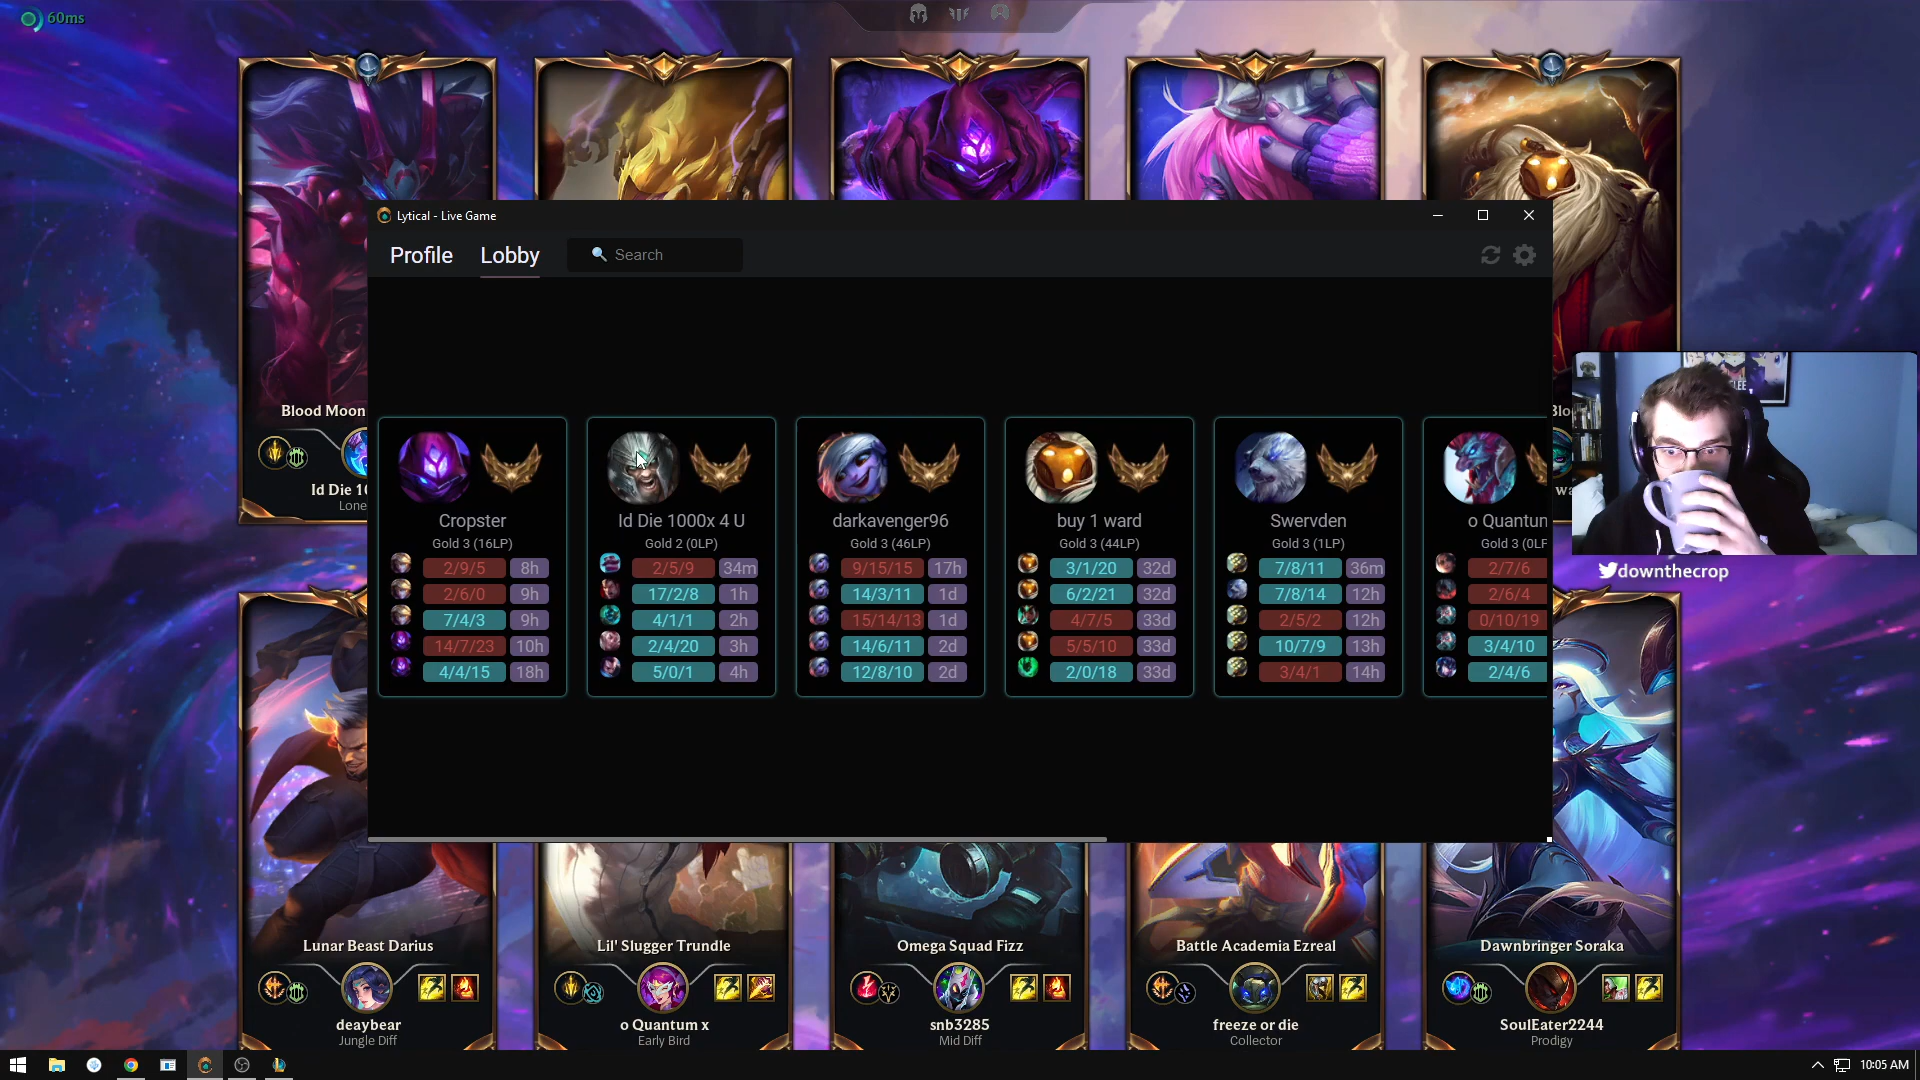 60ms
Lytical - Live Game
Profile
Lobby
Search
Blood Moon
Id Die 10
Lone
Cropster
Gold 3 (16LP)
2/9/5 8h
2/6/0 9h
7/4/3 9h
14/7/23 10h
4/4/15 18h
Id Die 1000x 4 U
Gold 2 (0LP)
2/5/9 34m
17/2/8 1h
4/1/1 2h
2/4/20 3h
5/0/1 4h
darkavenger96
Gold 3 (46LP)
9/15/15 17h
14/3/11 1d
15/14/13 1d
14/6/11 2d
12/8/10 2d
buy 1 ward
Gold 3 (44LP)
3/1/20 32d
6/2/21 32d
4/7/5 33d
5/5/10 33d
2/0/18 33d
Swervden
Gold 3 (1LP)
7/8/11 36m
7/8/14 12h
2/5/2 12h
10/7/9 13h
3/4/1 14h
o Quantun
Gold 3 (0LF
2/7/6
2/6/4
0/10/19
3/4/10
2/4/6
Blo
wa
downthecrop
Lunar Beast Darius
deaybear
Jungle Diff
Lil' Slugger Trundle
o Quantum x
Early Bird
Omega Squad Fizz
snb3285
Mid Diff
Battle Academia Ezreal
freeze or die
Collector
Dawnbringer Soraka
SoulEater2244
Prodigy
10:05 AM